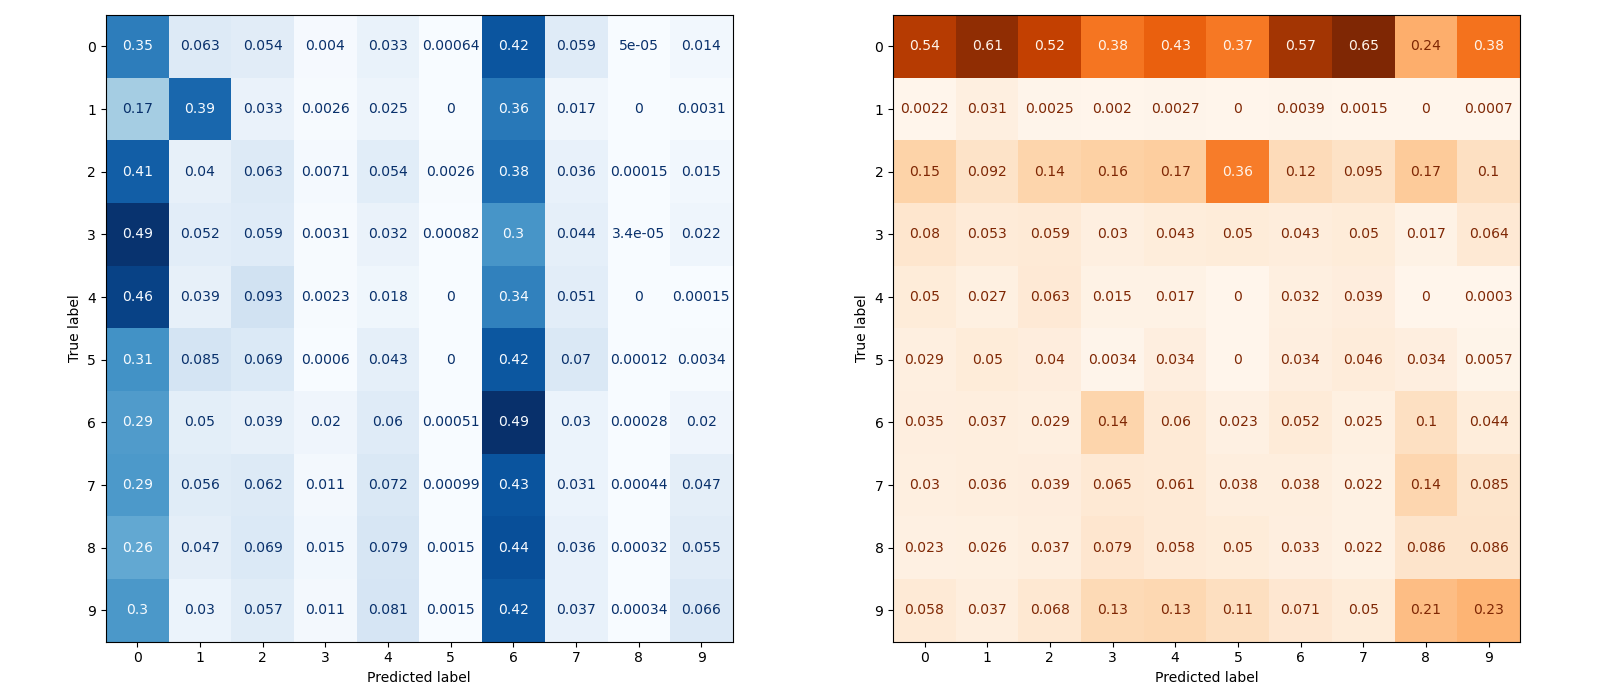 0 0.35 0.063 0.054 0.004 0.033 0.00064 0.42 0.059 5e-05 0.014
1 0.17 0.39 0.033 0.0026 0.025 0 0.36 0.017 0 0.0031
2 0.41 0.04 0.063 0.0071 0.054 0.0026 0.38 0.036 0.00015 0.015
3 0.49 0.052 0.059 0.0031 0.032 0.00082 0.3 0.044 3.4e-05 0.022
4 0.46 0.039 0.093 0.0023 0.018 0 0.34 0.051 0 0.00015
5 0.31 0.085 0.069 0.0006 0.043 0 0.42 0.07 0.00012 0.0034
6 0.29 0.05 0.039 0.02 0.06 0.00051 0.49 0.03 0.00028 0.02
7 0.29 0.056 0.062 0.011 0.072 0.00099 0.43 0.031 0.00044 0.047
8 0.26 0.047 0.069 0.015 0.079 0.0015 0.44 0.036 0.00032 0.055
9 0.3 0.03 0.057 0.011 0.081 0.0015 0.42 0.037 0.00034 0.066
0 1 2 3 4 5 6 7 8 9
Predicted label
True label
0 0.54 0.61 0.52 0.38 0.43 0.37 0.57 0.65 0.24 0.38
1 0.0022 0.031 0.0025 0.002 0.0027 0 0.0039 0.0015 0 0.0007
2 0.15 0.092 0.14 0.16 0.17 0.36 0.12 0.095 0.17 0.1
3 0.08 0.053 0.059 0.03 0.043 0.05 0.043 0.05 0.017 0.064
4 0.05 0.027 0.063 0.015 0.017 0 0.032 0.039 0 0.0003
5 0.029 0.05 0.04 0.0034 0.034 0 0.034 0.046 0.034 0.0057
6 0.035 0.037 0.029 0.14 0.06 0.023 0.052 0.025 0.1 0.044
7 0.03 0.036 0.039 0.065 0.061 0.038 0.038 0.022 0.14 0.085
8 0.023 0.026 0.037 0.079 0.058 0.05 0.033 0.022 0.086 0.086
9 0.058 0.037 0.068 0.13 0.13 0.11 0.071 0.05 0.21 0.23
0 1 2 3 4 5 6 7 8 9
Predicted label
True label